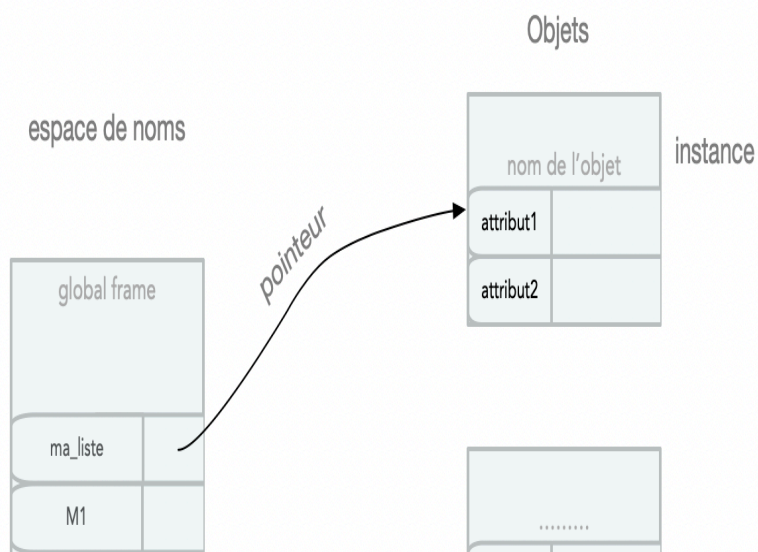 Objets
espace de noms
nom de l'objet
instance
attribut1
attribut2
pointeur
global frame
ma_liste
M1
.........